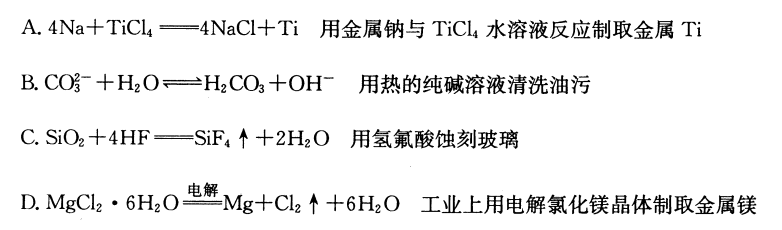 A. 4Na+TiCl₄══4NaCl+Ti 用金属钠与 TiCl₄ 水溶液反应制取金属 Ti
B. CO₃²⁻+H₂O⇌H₂CO₃+OH⁻ 用热的纯碱溶液清洗油污
C. SiO₂+4HF══SiF₄↑+2H₂O 用氢氟酸蚀刻玻璃
D. MgCl₂·6H₂O 电解══Mg+Cl₂↑+6H₂O 工业上用电解氯化镁晶体制取金属镁